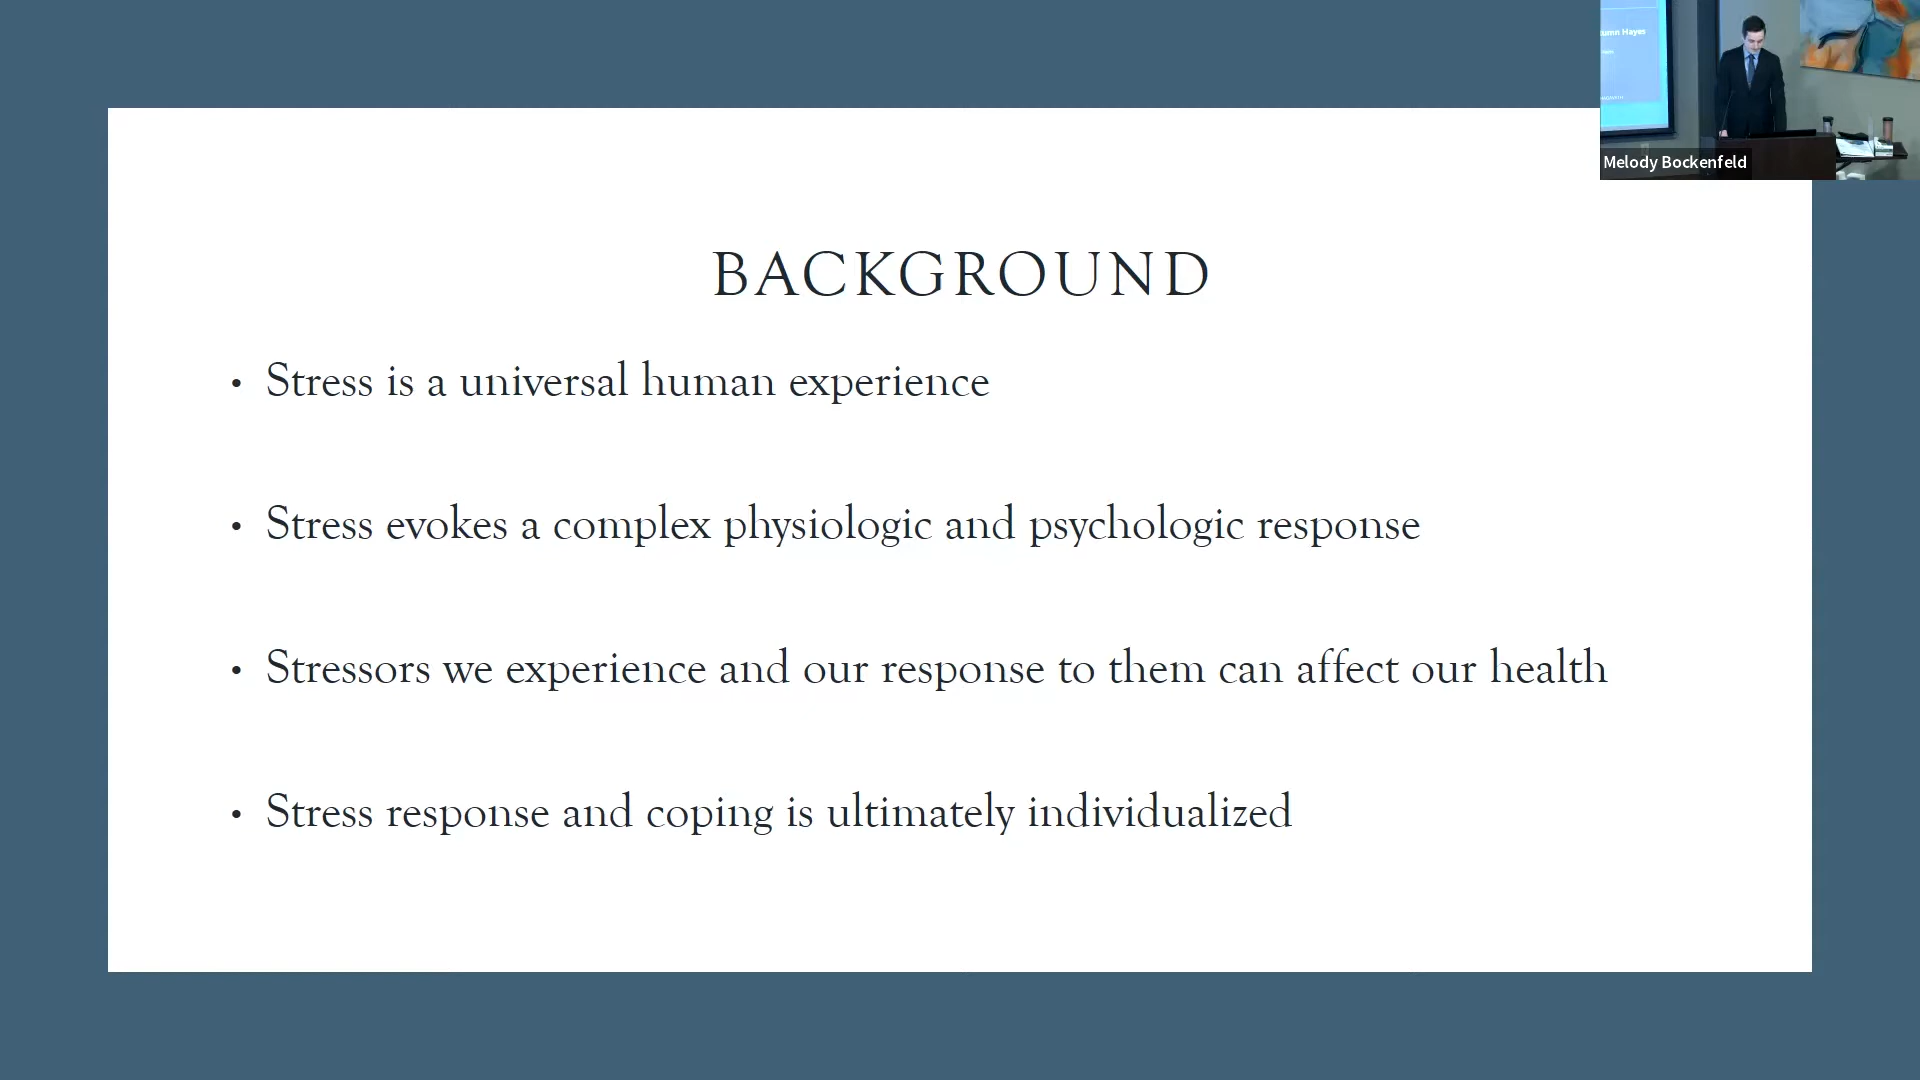 Hayes
Melody Bockenfeld
BACKGROUND
• Stress is a universal human experience
• Stress evokes a complex physiologic and psychologic response
• Stressors we experience and our response to them can affect our health
• Stress response and coping is ultimately individualized